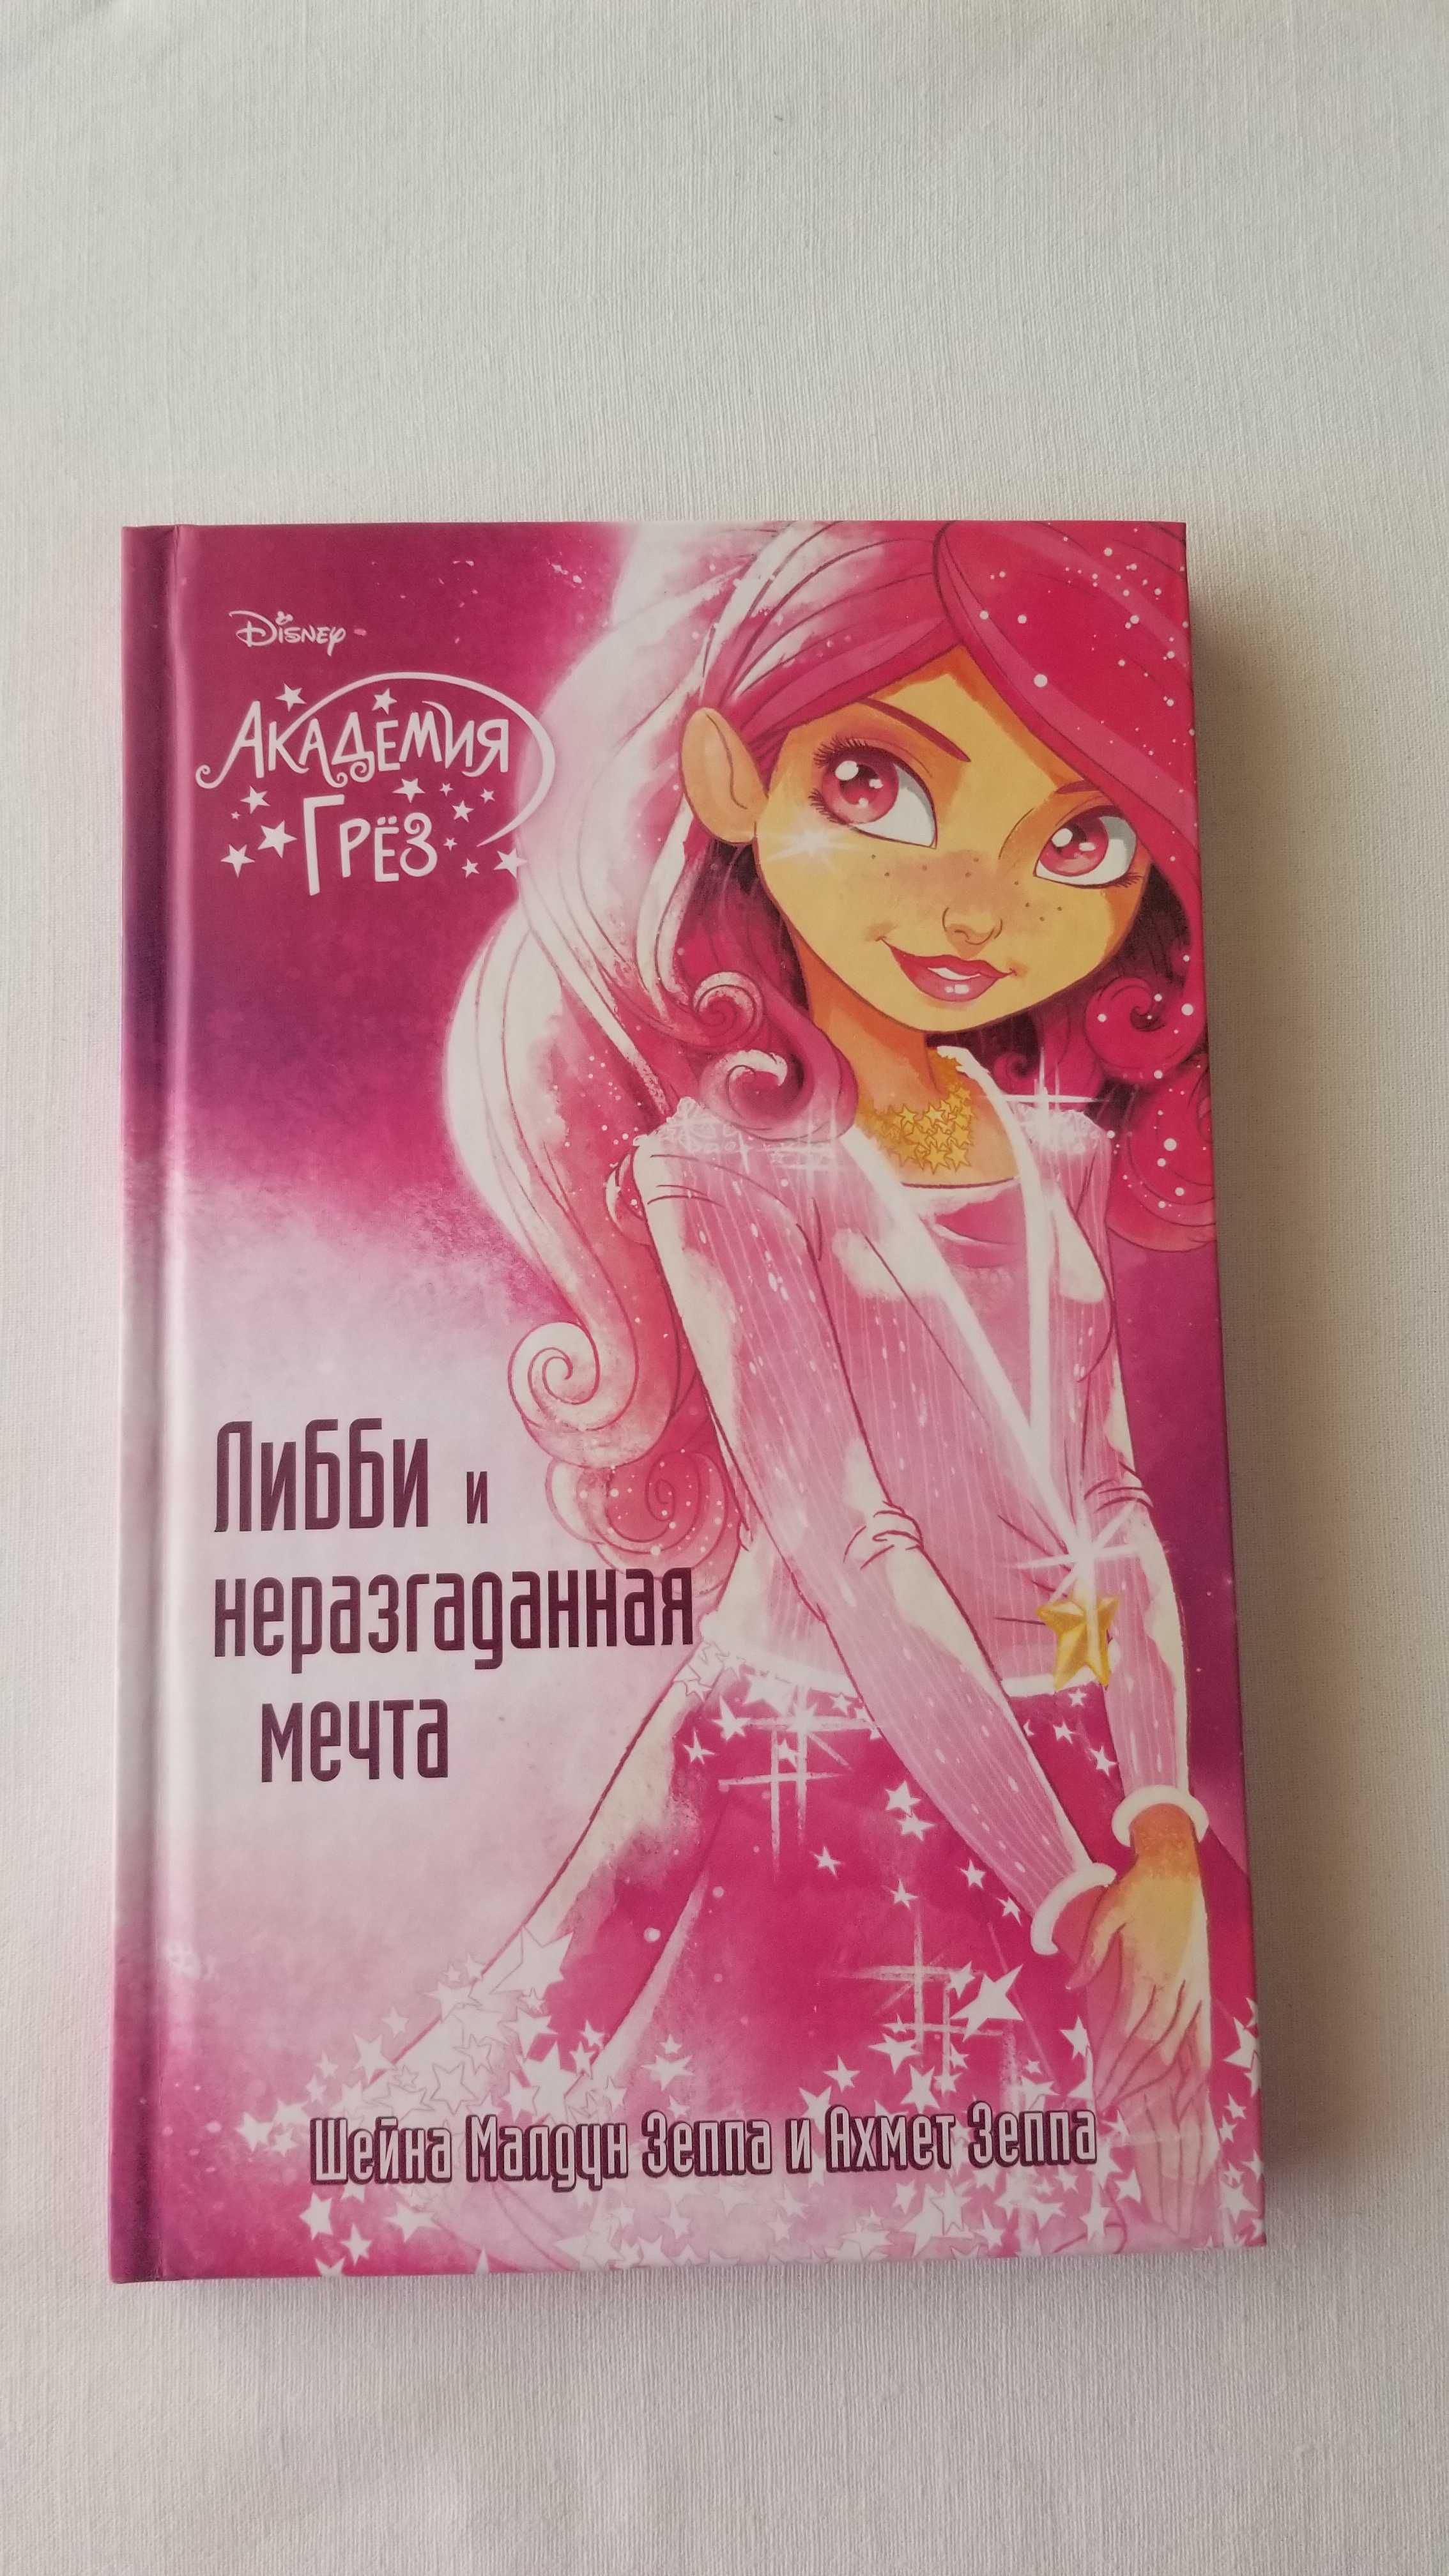 Disney
Академия
Грёз
Либби и
неразгаданная
мечта
Шейна Малдун Зеппа и Ахмет Зеппа